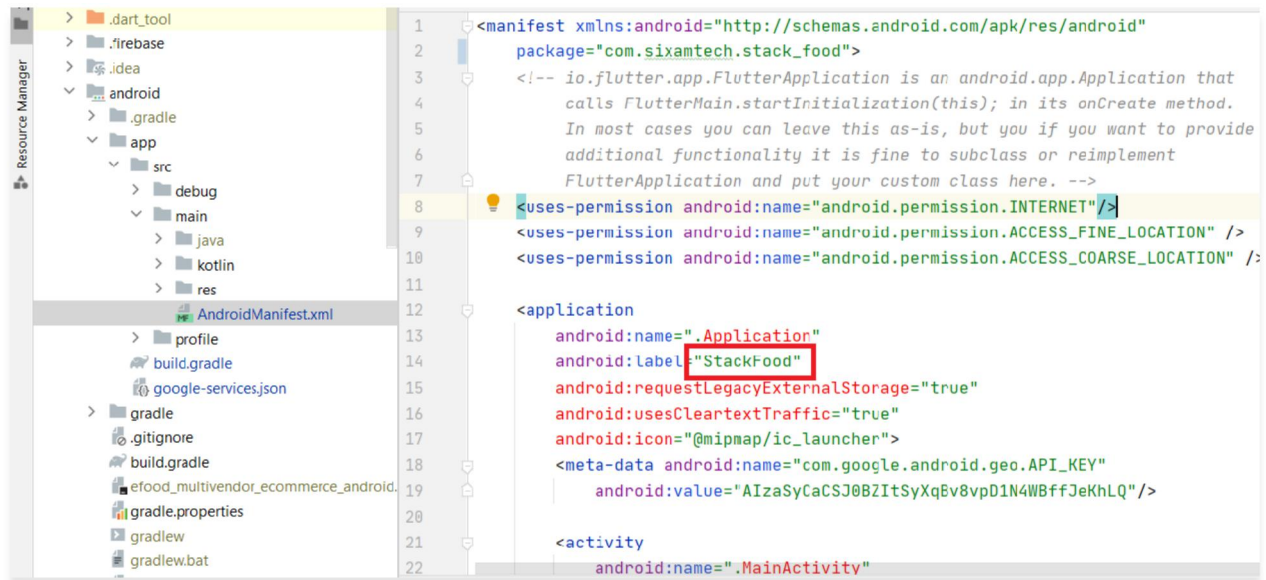 .dart_tool
.firebase
.idea
android
.gradle
app
src
debug
main
java
kotlin
res
AndroidManifest.xml
profile
build.gradle
google-services.json
gradle
.gitignore
build.gradle
efood_multivendor_ecommerce_android.
gradle.properties
gradlew
gradlew.bat
Resource Manager
1 <manifest xmlns:android="http://schemas.android.com/apk/res/android"
2 package="com.sixamtech.stack_food">
3 <!-- io.flutter.app.FlutterApplication is an android.app.Application that
4 calls FlutterMain.startInitialization(this); in its onCreate method.
5 In most cases you can leave this as-is, but you if you want to provide
6 additional functionality it is fine to subclass or reimplement
7 FlutterApplication and put your custom class here. -->
8 <uses-permission android:name="android.permission.INTERNET"/>
9 <uses-permission android:name="android.permission.ACCESS_FINE_LOCATION" />
10 <uses-permission android:name="android.permission.ACCESS_COARSE_LOCATION" />
11
12 <application
13 android:name=".Application"
14 android:label="StackFood"
15 android:requestLegacyExternalStorage="true"
16 android:usesCleartextTraffic="true"
17 android:icon="@mipmap/ic_launcher">
18 <meta-data android:name="com.google.android.geo.API_KEY"
19 android:value="AIzaSyCaCSJ0BZItSyXqBv8vpD1N4WBffJeKhLQ"/>
20
21 <activity
22 android:name=".MainActivity"